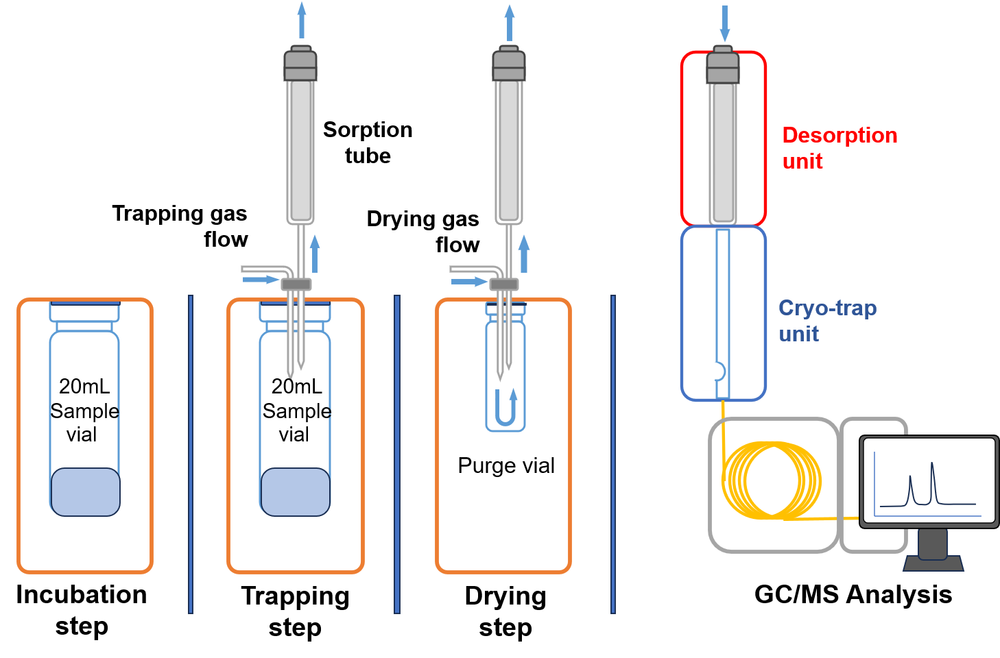 Sorption
tube
Trapping gas
flow
Drying gas
flow
Desorption
unit
Cryo-trap
unit
20mL
Sample
vial
20mL
Sample
vial
Purge vial
Incubation
step
Trapping
step
Drying
step
GC/MS Analysis